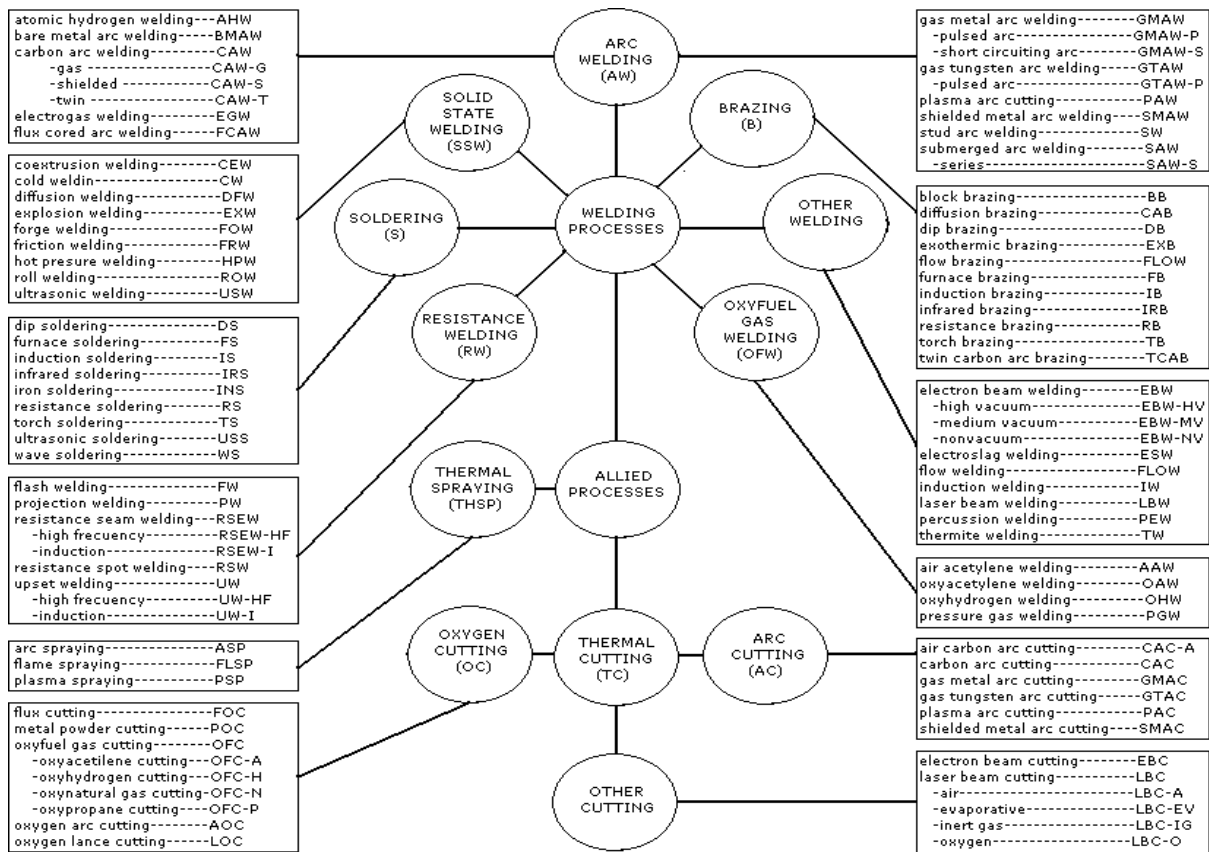 atomic hydrogen welding---AHW
bare metal arc welding----BMAW
carbon arc welding--------CAW
-gas ----------------CAW-G
-shielded -----------CAW-S
-twin ---------------CAW-T
electrogas welding--------EGW
flux cored arc welding----FCAW
coextrusion welding-------CEW
cold weldin---------------CW
diffusion welding---------DFW
explosion welding---------EXW
forge welding-------------FOW
friction welding----------FRW
hot presure welding-------HPW
roll welding--------------ROW
ultrasonic welding--------USW
dip soldering-------------DS
furnace soldering---------FS
induction soldering-------IS
infrared soldering--------IRS
iron soldering------------INS
resistance soldering------RS
torch soldering-----------TS
ultrasonic soldering------USS
wave soldering------------WS
flash welding-------------FW
projection welding--------PW
resistance seam welding---RSEW
-high frecuency---------RSEW-HF
-induction--------------RSEW-I
resistance spot welding---RSW
upset welding-------------UW
-high frecuency---------UW-HF
-induction--------------UW-I
arc spraying--------------ASP
flame spraying------------FLSP
plasma spraying-----------PSP
flux cutting--------------FOC
metal powder cutting------POC
oxyfuel gas cutting-------OFC
-oxyacetilene cutting---OFC-A
-oxyhydrogen cutting----OFC-H
-oxynatural gas cutting-OFC-N
-oxypropane cutting-----OFC-P
oxygen arc cutting--------AOC
oxygen lance cutting------LOC
ARC
WELDING
(AW)
SOLID
STATE
WELDING
(SSW)
BRAZING
(B)
SOLDERING
(S)
WELDING
PROCESSES
OTHER
WELDING
RESISTANCE
WELDING
(RW)
OXYFUEL
GAS
WELDING
(OFW)
THERMAL
SPRAYING
(THSP)
ALLIED
PROCESSES
OXYGEN
CUTTING
(OC)
THERMAL
CUTTING
(TC)
ARC
CUTTING
(AC)
OTHER
CUTTING
gas metal arc welding-----GMAW
-pulsed arc-------------GMAW-P
-short circuiting arc---GMAW-S
gas tungsten arc welding--GTAW
-pulsed arc-------------GTAW-P
plasma arc cutting--------PAW
shielded metal arc welding--SMAW
stud arc welding----------SW
submerged arc welding-----SAW
-series-----------------SAW-S
block brazing-------------BB
diffusion brazing---------CAB
dip brazing---------------DB
exothermic brazing--------EXB
flow brazing--------------FLOW
furnace brazing-----------FB
induction brazing---------IB
infrared brazing----------IRB
resistance brazing--------RB
torch brazing-------------TB
twin carbon arc brazing---TCAB
electron beam welding-----EBW
-high vacuum------------EBW-HV
-medium vacuum----------EBW-MV
-nonvacuum--------------EBW-NV
electroslag welding-------ESW
flow welding--------------FLOW
induction welding---------IW
laser beam welding--------LBW
percussion welding--------PEW
thermite welding----------TW
air acetylene welding-----AAW
oxyacetylene welding------OAW
oxyhydrogen welding-------OHW
pressure gas welding------PGW
air carbon arc cutting----CAC-A
carbon arc cutting--------CAC
gas metal arc cutting-----GMAC
gas tungsten arc cutting--GTAC
plasma arc cutting--------PAC
shielded metal arc cutting--SMAC
electron beam cutting-----EBC
laser beam cutting--------LBC
-air--------------------LBC-A
-evaporative------------LBC-EV
-inert gas--------------LBC-IG
-oxygen-----------------LBC-O